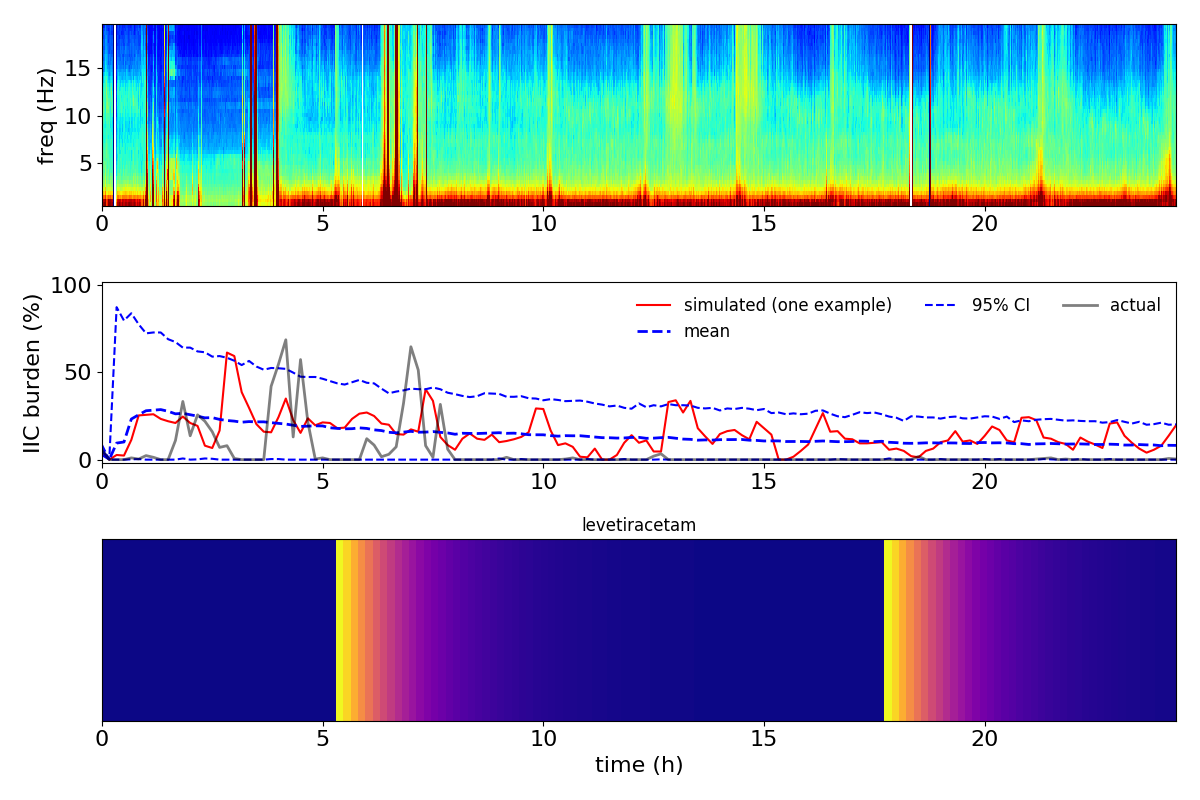 freq (Hz)
15
10
5
0 5 10 15 20
IIC burden (%)
100
50
0
simulated (one example) 95% CI actual
mean
0 5 10 15 20
levetiracetam
0 5 10 15 20
time (h)